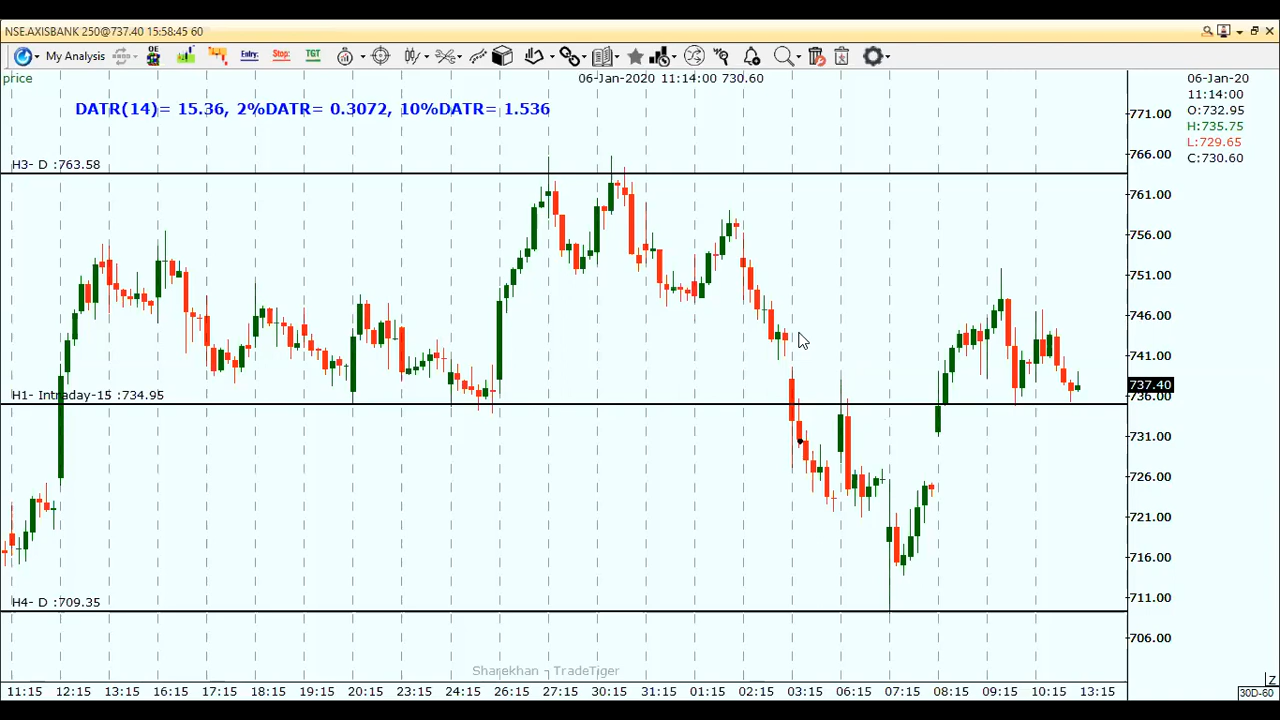 NSE.AXISBANK 250@737.40 15:58:45 60
My Analysis OE Entry: Stop: TGT
price 06-Jan-2020 11:14:00 730.60 06-Jan-20
11:14:00
O:732.95
H:735.75
L:729.65
C:730.60
DATR(14)= 15.36, 2%DATR= 0.3072, 10%DATR= 1.536
771.00
766.00
H3- D :763.58
761.00
756.00
751.00
746.00
741.00
737.40
H1- Intraday-15 :734.95 736.00
731.00
726.00
721.00
716.00
711.00
H4- D :709.35
706.00
Sharekhan - TradeTiger
Z
11:15 12:15 13:15 16:15 17:15 18:15 19:15 20:15 23:15 24:15 26:15 27:15 30:15 31:15 01:15 02:15 03:15 06:15 07:15 08:15 09:15 10:15 13:15 30D-60